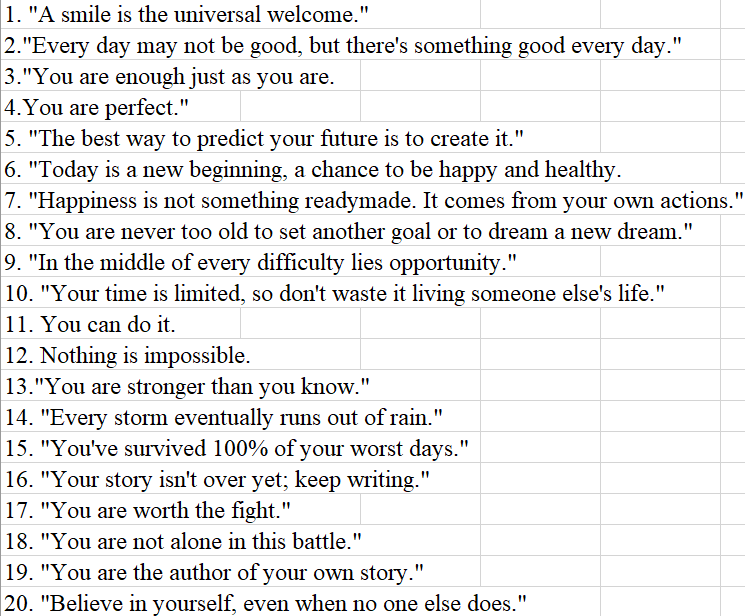 1. "A smile is the universal welcome."
2."Every day may not be good, but there's something good every day."
3."You are enough just as you are.
4.You are perfect."
5. "The best way to predict your future is to create it."
6. "Today is a new beginning, a chance to be happy and healthy.
7. "Happiness is not something readymade. It comes from your own actions."
8. "You are never too old to set another goal or to dream a new dream."
9. "In the middle of every difficulty lies opportunity."
10. "Your time is limited, so don't waste it living someone else's life."
11. You can do it.
12. Nothing is impossible.
13."You are stronger than you know."
14. "Every storm eventually runs out of rain."
15. "You've survived 100% of your worst days."
16. "Your story isn't over yet; keep writing."
17. "You are worth the fight."
18. "You are not alone in this battle."
19. "You are the author of your own story."
20. "Believe in yourself, even when no one else does."